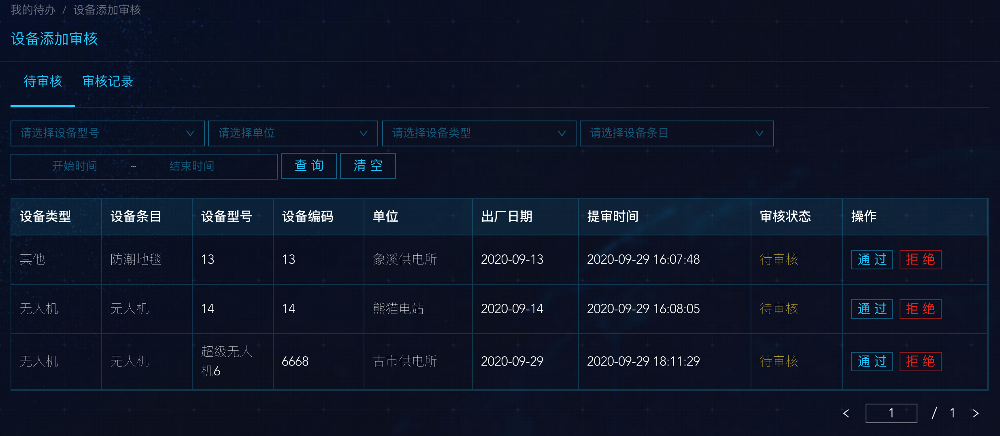 我的待办 / 设备添加审核
设备添加审核
待审核 审核记录
请选择设备型号 请选择单位 请选择设备类型 请选择设备条目
开始时间 ~ 结束时间 查 询 清 空
设备类型 设备条目 设备型号 设备编码 单位 出厂日期 提审时间 审核状态 操作
其他 防潮地毯 13 13 象溪供电所 2020-09-13 2020-09-29 16:07:48 待审核 通 过 拒 绝
无人机 无人机 14 14 熊猫电站 2020-09-14 2020-09-29 16:08:05 待审核 通 过 拒 绝
无人机 无人机 超级无人机6 6668 古市供电所 2020-09-29 2020-09-29 18:11:29 待审核 通 过 拒 绝
< 1 / 1 >